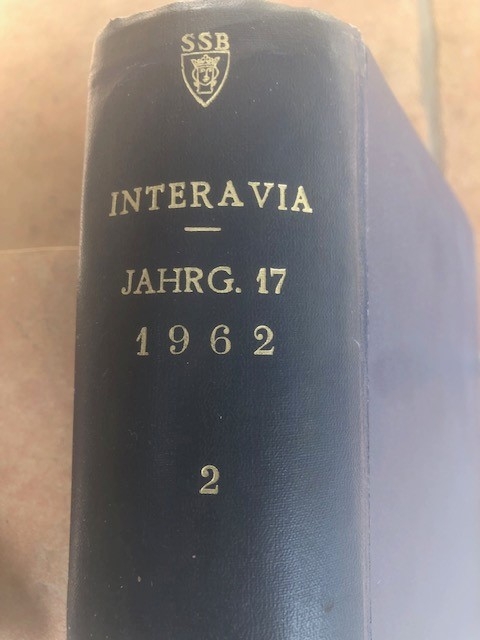 SSB
INTERAVIA
JAHRG. 17
1962
2